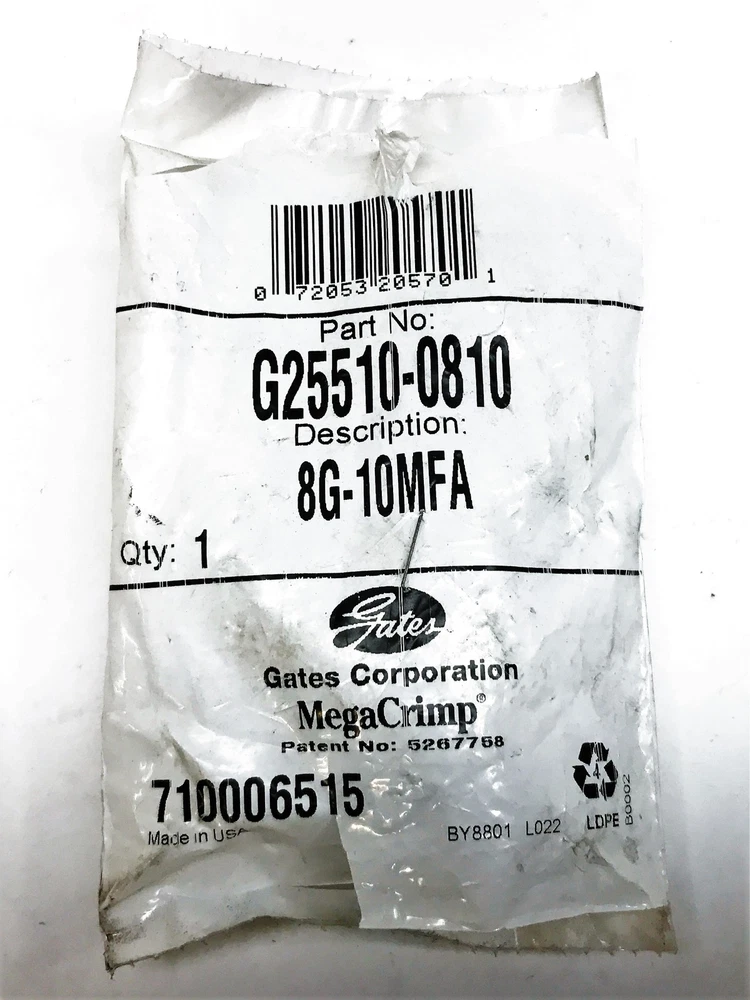 0 72053 20570 1
Part No:
G25510-0810
Description:
8G-10MFA
Qty: 1
Gates
Gates Corporation
MegaCrimp®
Patent No: 5267758
710006515
Made in USA
BY8801 L022
4
LDPE
B0002